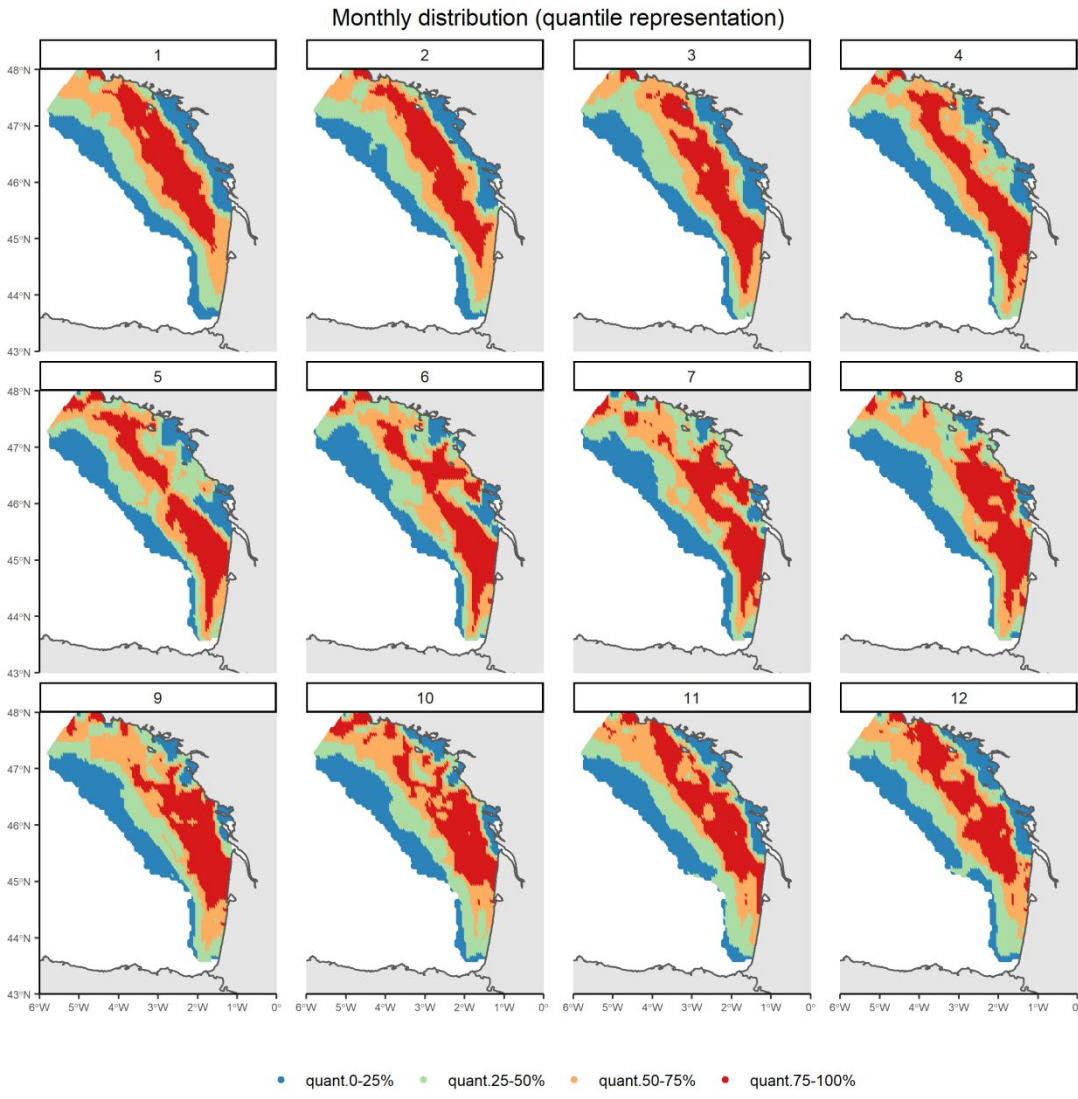 Monthly distribution (quantile representation)
1 2 3 4
48°N
47°N
46°N
45°N
44°N
43°N
5 6 7 8
48°N
47°N
46°N
45°N
44°N
43°N
9 10 11 12
48°N
47°N
46°N
45°N
44°N
43°N
6°W 5°W 4°W 3°W 2°W 1°W 0° 6°W 5°W 4°W 3°W 2°W 1°W 0° 6°W 5°W 4°W 3°W 2°W 1°W 0° 6°W 5°W 4°W 3°W 2°W 1°W 0
quant.0-25% quant.25-50% quant.50-75% quant.75-100%